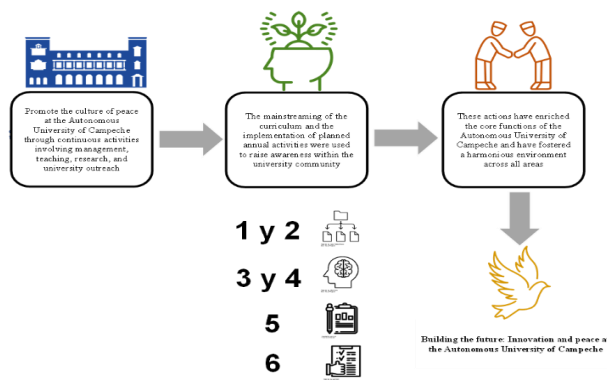 Promote the culture of peace
at the Autonomous
University of Campeche
through continuous activities
involving management,
teaching, research, and
university outreach
The mainstreaming of the
curriculum and the
implementation of planned
annual activities were used
to raise awareness within the
university community
These actions have enriched
the core functions of the
Autonomous University of
Campeche and have fostered
a harmonious environment
across all areas
1 y 2
3 y 4
5
6
Building the future: Innovation and peace a
the Autonomous University of Campeche